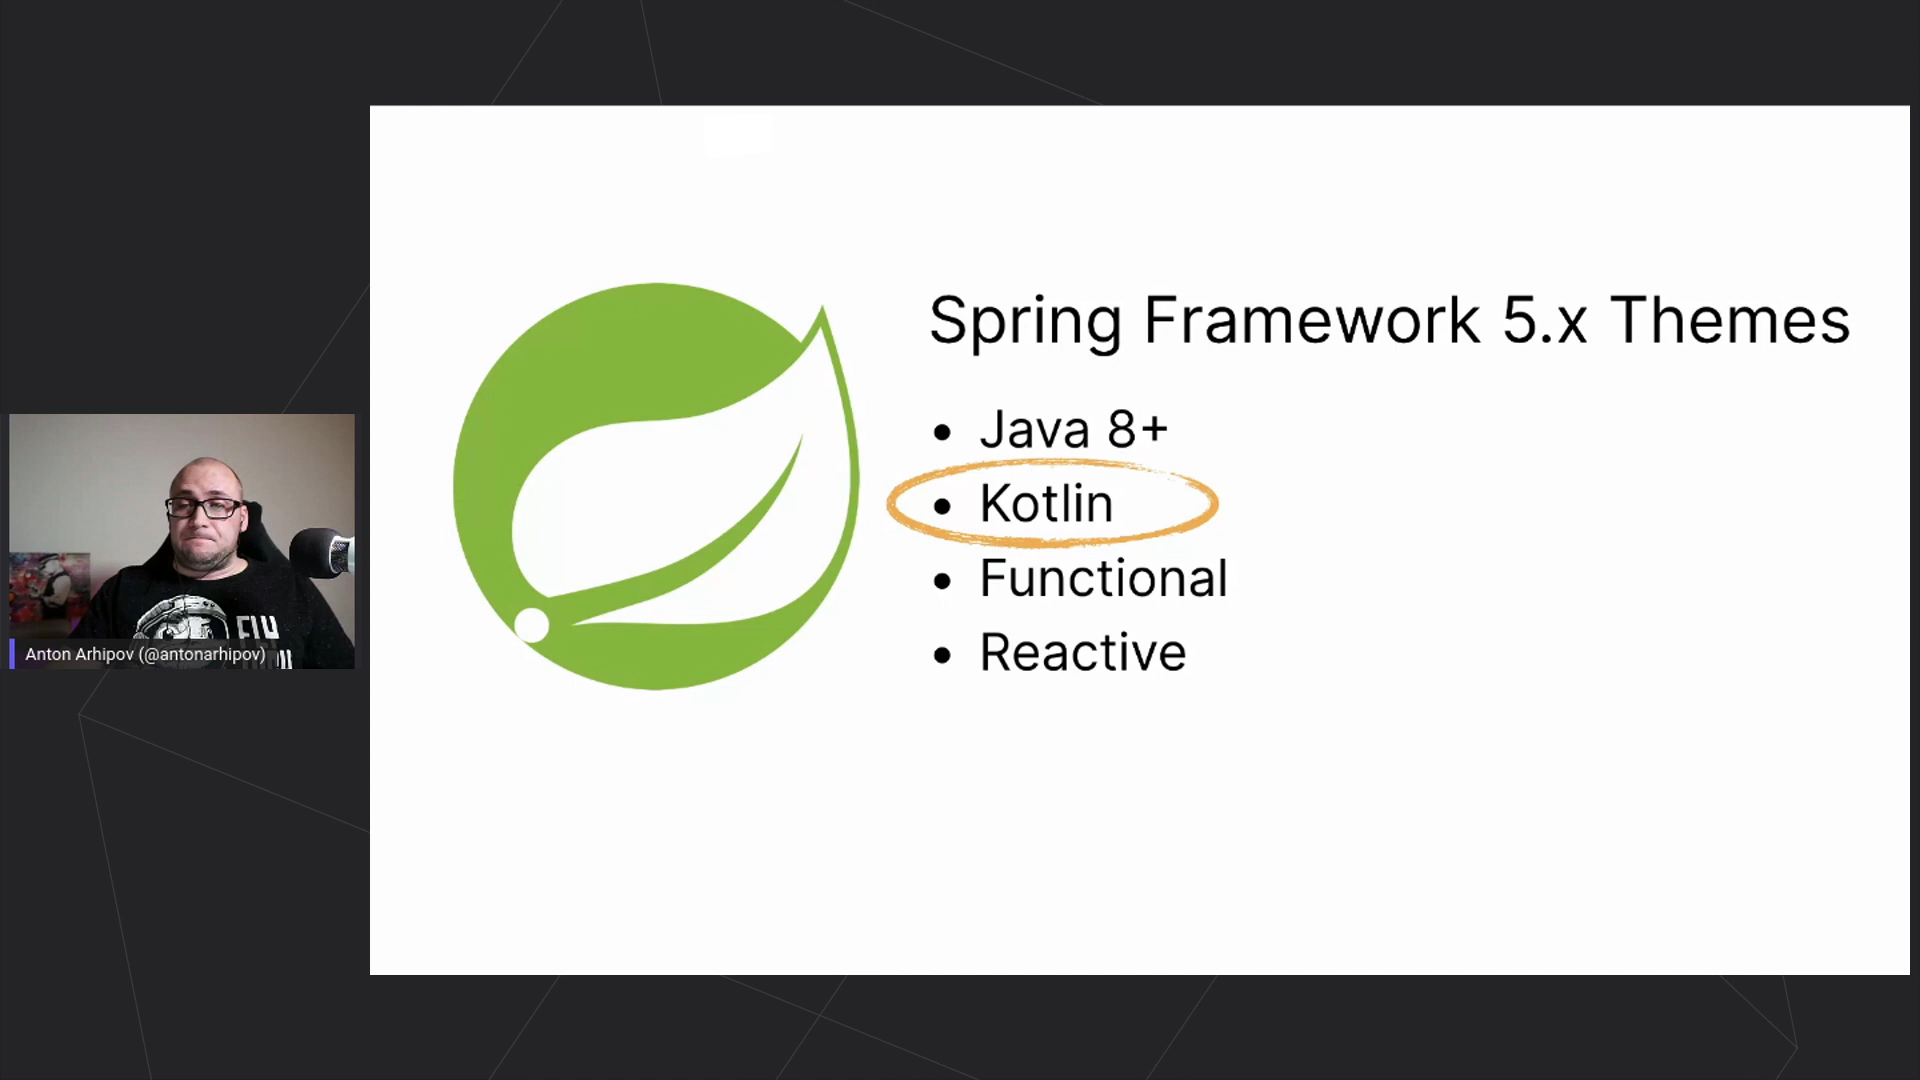 Spring Framework 5.x Themes
• Java 8+
• Kotlin
• Functional
• Reactive
Anton Arhipov (@antonarhipov)